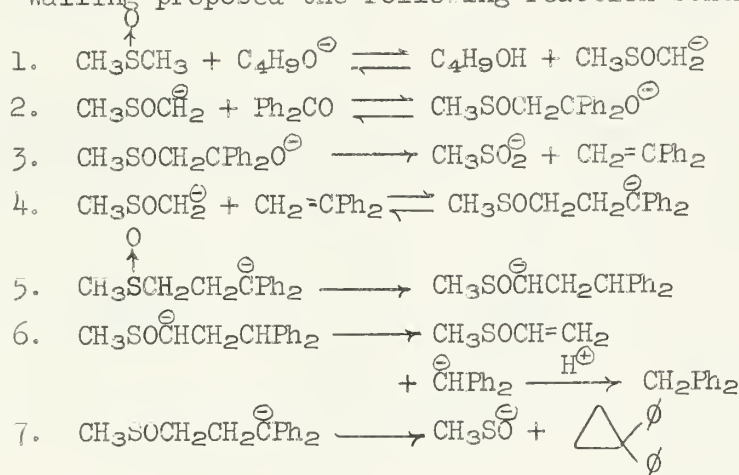 Walling proposed the following reaction
O
1. CH₃SCH₃ + C₄H₉O⊖ ⇌ C₄H₉OH + CH₃SOCH₂⊖
2. CH₃SOCH₂⊖ + Ph₂CO ⇌ CH₃SOCH₂CPh₂O⊖
3. CH₃SOCH₂CPh₂O⊖ → CH₃SO₂⊖ + CH₂=CPh₂
4. CH₃SOCH₂⊖ + CH₂=CPh₂ ⇌ CH₃SOCH₂CH₂C⊖Ph₂
O
5. CH₃SCH₂CH₂C⊖Ph₂ → CH₃SOC⊖HCH₂CHPh₂
6. CH₃SOC⊖HCH₂CHPh₂ → CH₃SOCH=CH₂
+ C⊖HPh₂ H⊕→ CH₂Ph₂
7. CH₃SOCH₂CH₂C⊖Ph₂ → CH₃SO⊖ + ø
ø